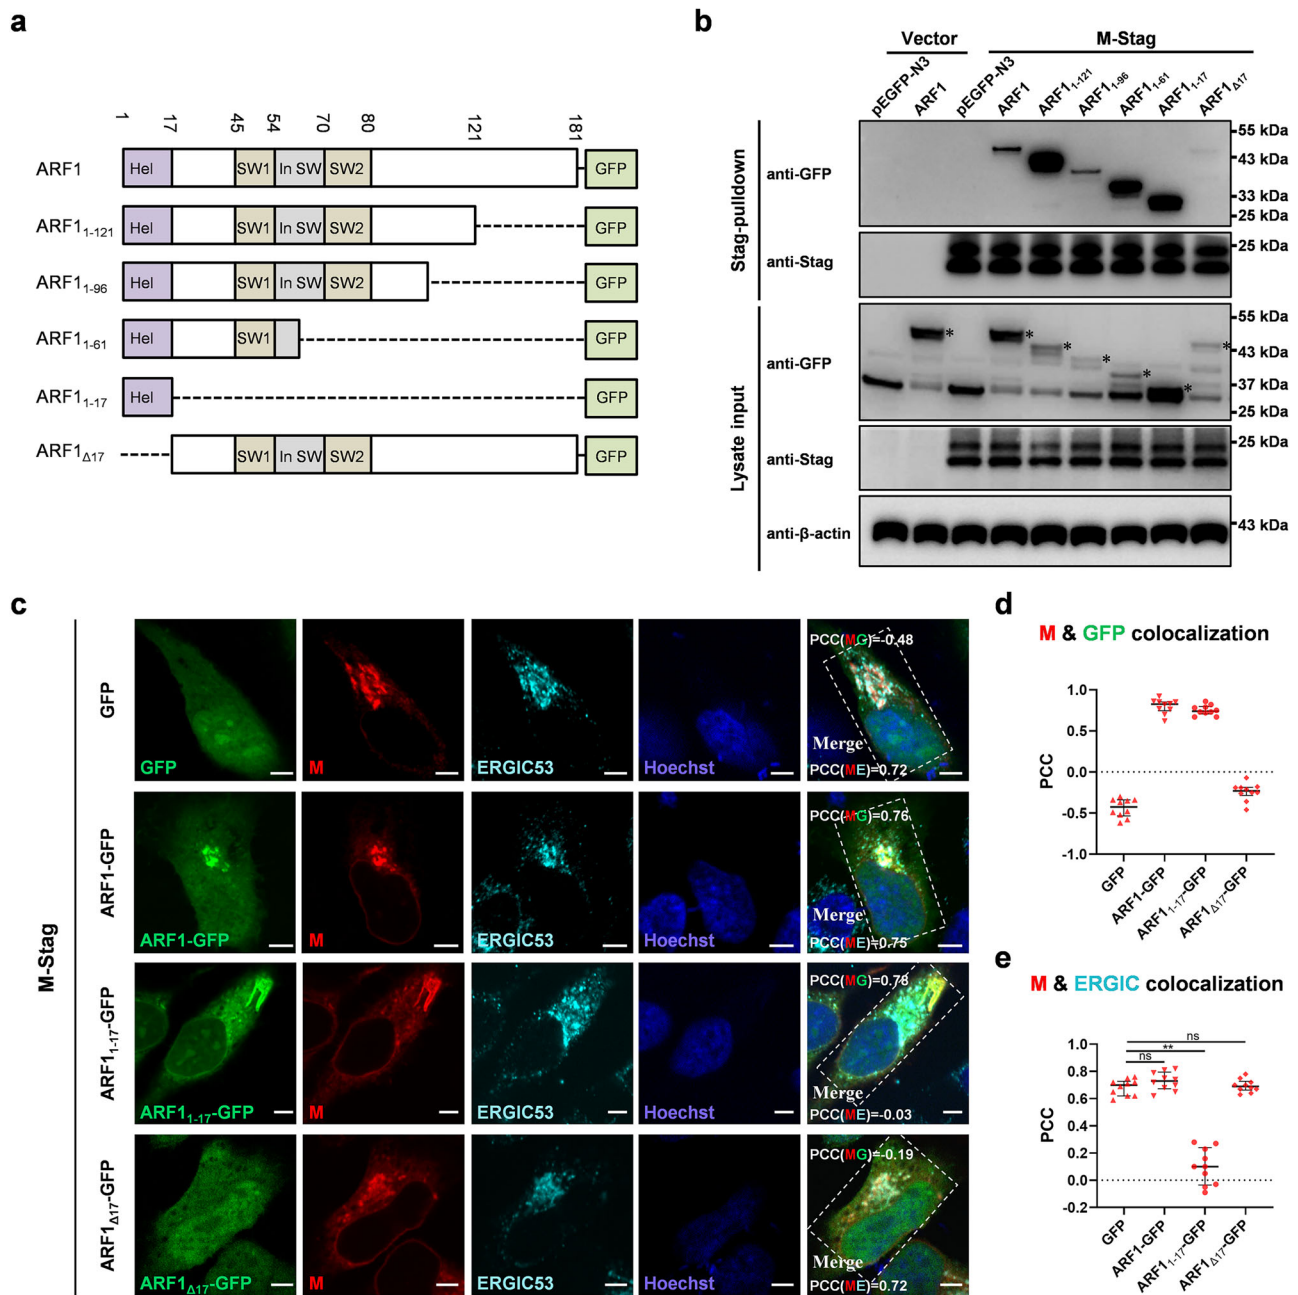 a
1 17 45 54 70 80 121 181
ARF1 Hel SW1 In SW SW2 GFP
ARF1₁₋₁₂₁ Hel SW1 In SW SW2 GFP
ARF1₁₋₉₆ Hel SW1 In SW SW2 GFP
ARF1₁₋₆₁ Hel SW1 GFP
ARF1₁₋₁₇ Hel GFP
ARF1Δ₁₇ SW1 In SW SW2 GFP
b
Vector M-Stag
pEGFP-N3 ARF1 pEGFP-N3 ARF1 ARF1₁₋₁₂₁ ARF1₁₋₉₆ ARF1₁₋₆₁ ARF1₁₋₁₇ ARF1Δ₁₇
Stag-pulldown
anti-GFP
55 kDa
43 kDa
33 kDa
25 kDa
anti-Stag
25 kDa
Lysate input
anti-GFP
* * * * * * *
55 kDa
43 kDa
37 kDa
25 kDa
anti-Stag
25 kDa
anti-β-actin
43 kDa
c
M-Stag
GFP
GFP M ERGIC53 Hoechst
PCC(MG)=-0.48
Merge
PCC(ME)=0.72
ARF1-GFP
ARF1-GFP M ERGIC53 Hoechst
PCC(MG)=0.76
Merge
PCC(ME)=0.75
ARF1₁₋₁₇-GFP
ARF1₁₋₁₇-GFP M ERGIC53 Hoechst
PCC(MG)=0.78
Merge
PCC(ME)=-0.03
ARF1Δ₁₇-GFP
ARF1Δ₁₇-GFP M ERGIC53 Hoechst
PCC(MG)=-0.19
Merge
PCC(ME)=0.72
d
M & GFP colocalization
PCC
1.0
0.5
0.0
-0.5
-1.0
GFP ARF1-GFP ARF1₁₋₁₇-GFP ARF1Δ₁₇-GFP
e
M & ERGIC colocalization
ns
**
ns
PCC
1.0
0.8
0.6
0.4
0.2
0.0
-0.2
GFP ARF1-GFP ARF1₁₋₁₇-GFP ARF1Δ₁₇-GFP